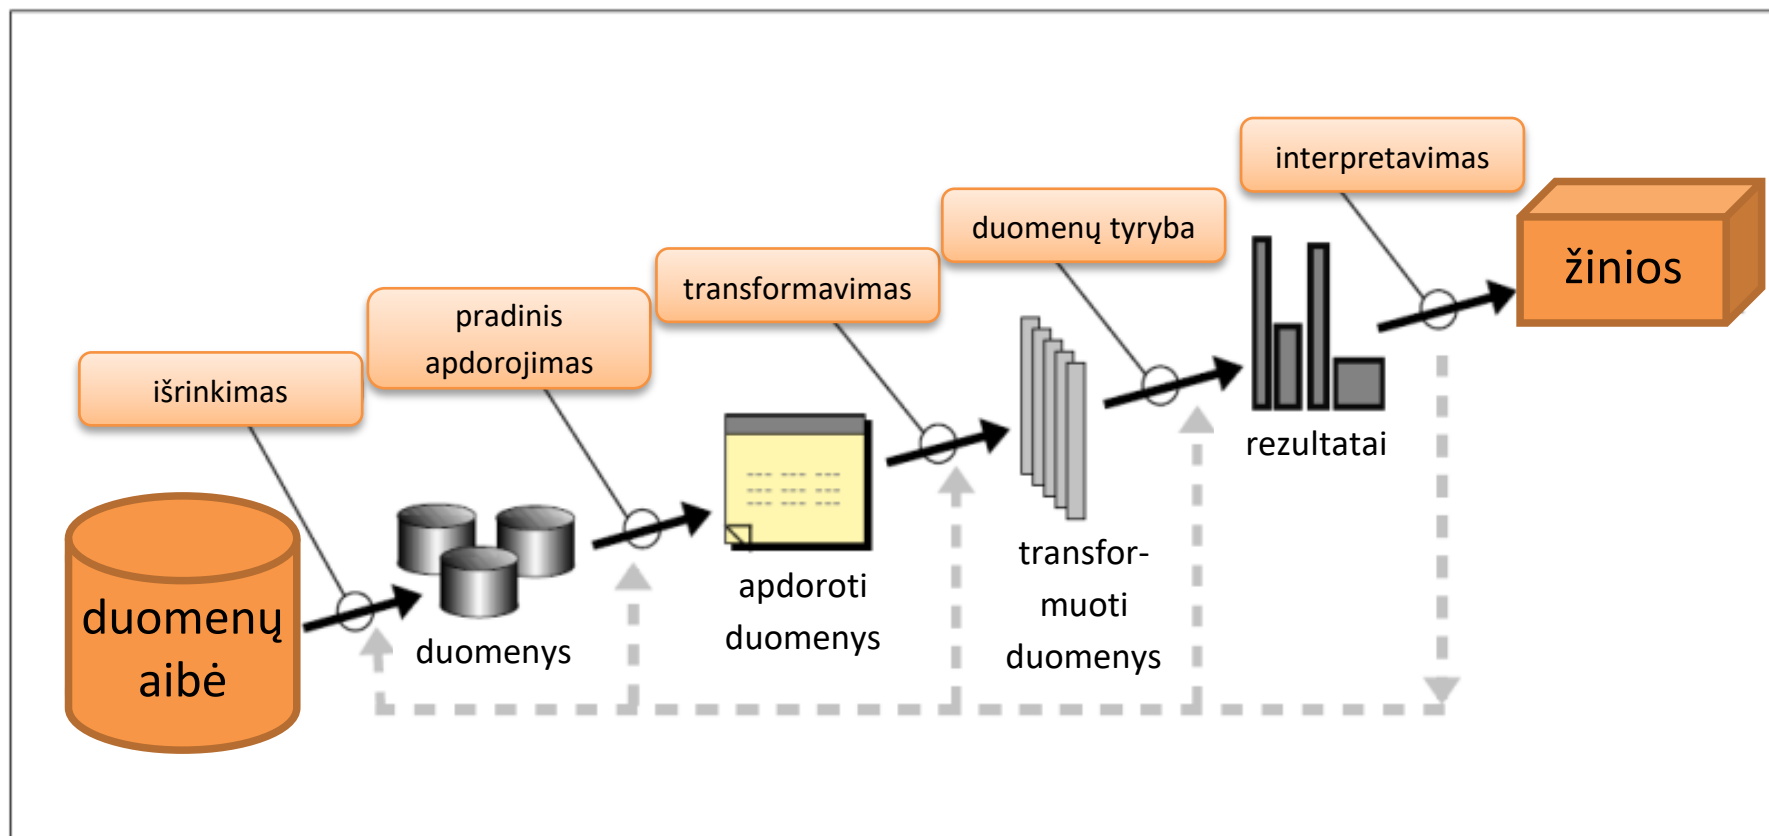 interpretavimas
duomenų tyryba
žinios
transformavimas
pradinis
apdorojimas
išrinkimas
rezultatai
transfor-
muoti
duomenys
apdoroti
duomenys
duomenys
duomenų
aibė